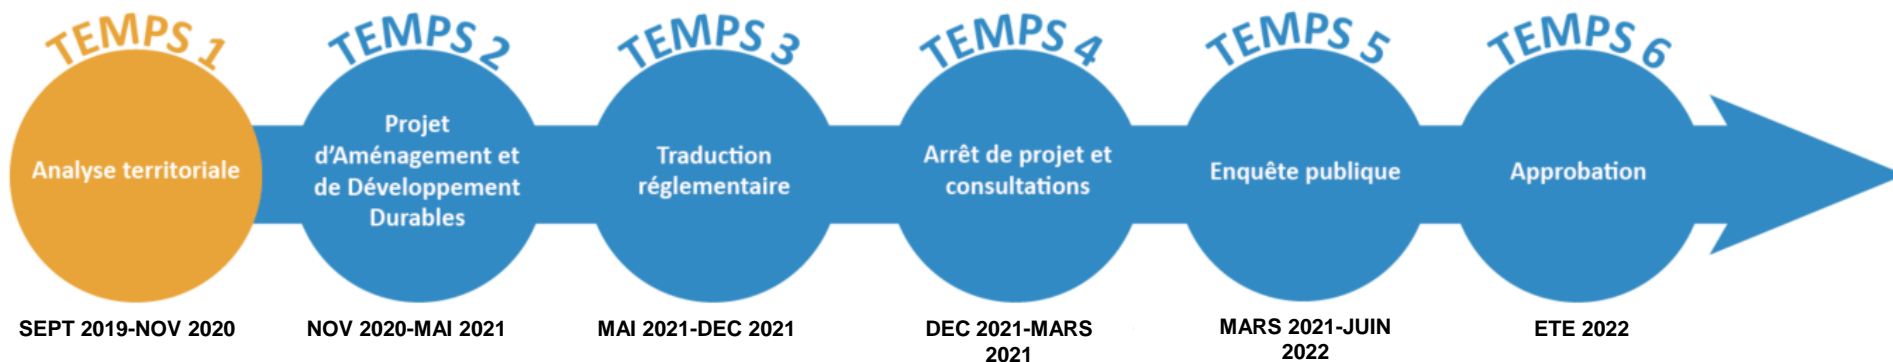 TEMPS 1
TEMPS 2
TEMPS 3
TEMPS 4
TEMPS 5
TEMPS 6
Analyse territoriale
Projet
d'Aménagement et
de Développement
Durables
Traduction
réglementaire
Arrêt de projet et
consultations
Enquête publique
Approbation
SEPT 2019-NOV 2020
NOV 2020-MAI 2021
MAI 2021-DEC 2021
DEC 2021-MARS
2021
MARS 2021-JUIN
2022
ETE 2022